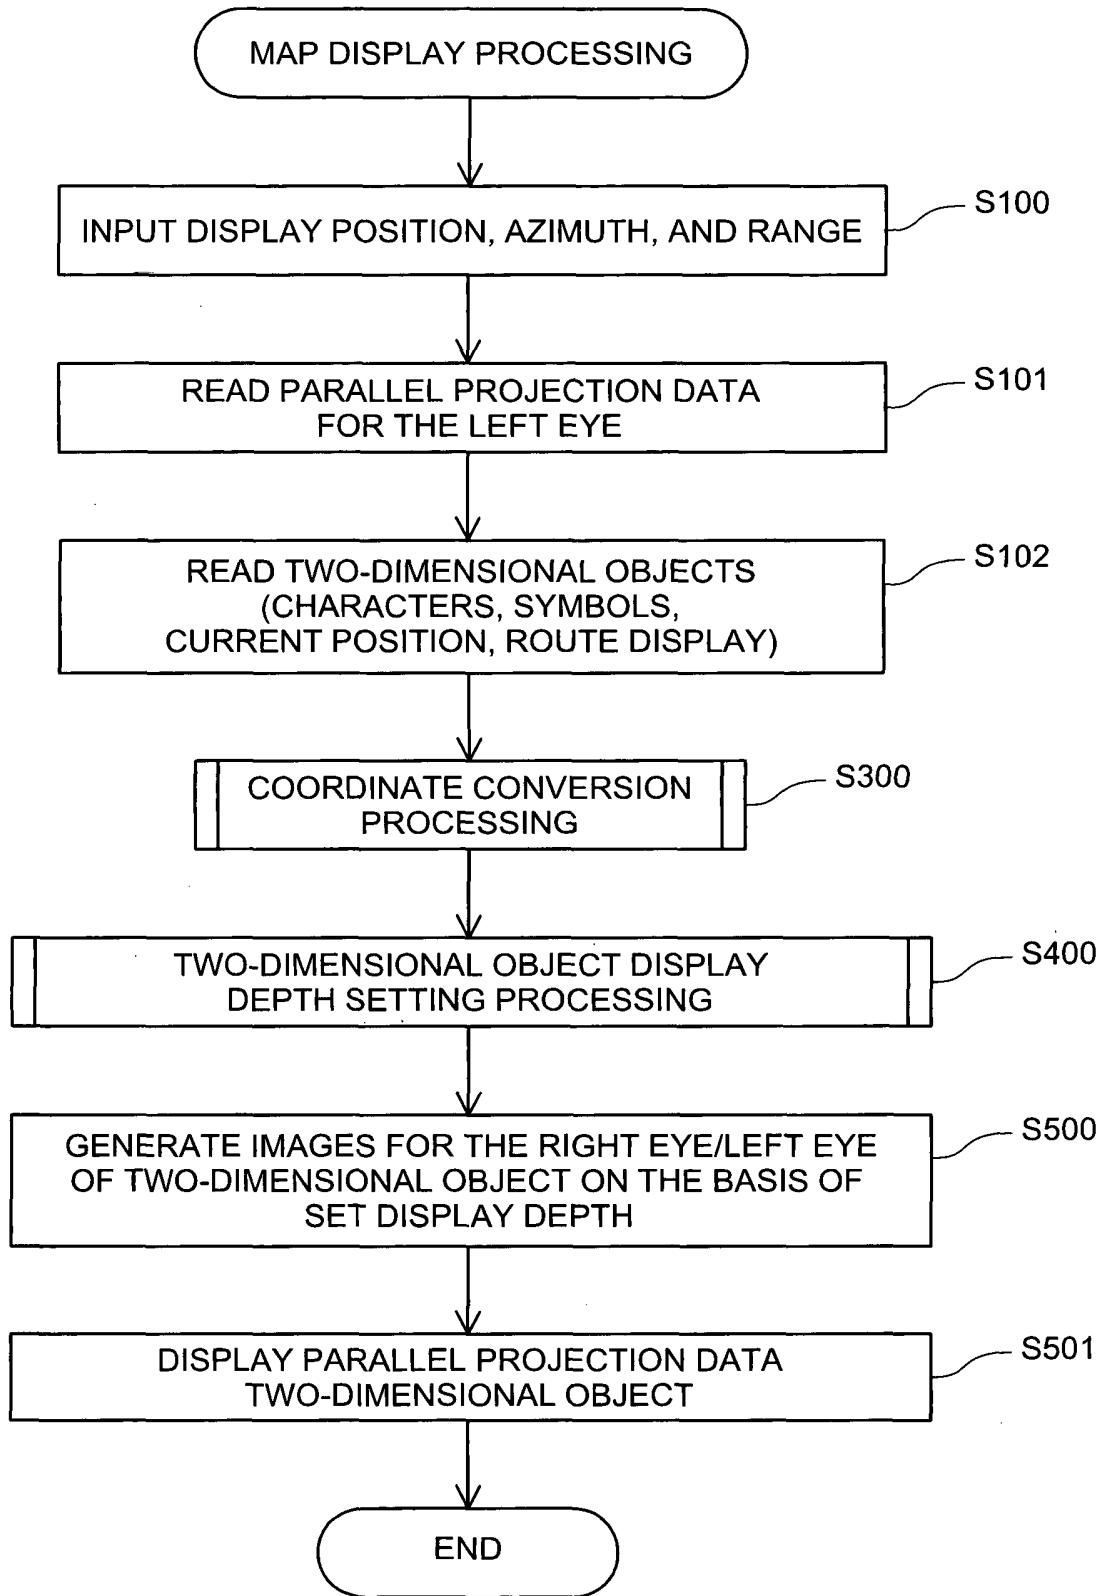 MAP DISPLAY PROCESSING
INPUT DISPLAY POSITION, AZIMUTH, AND RANGE
S100
READ PARALLEL PROJECTION DATA
FOR THE LEFT EYE
S101
READ TWO-DIMENSIONAL OBJECTS
(CHARACTERS, SYMBOLS,
CURRENT POSITION, ROUTE DISPLAY)
S102
COORDINATE CONVERSION
PROCESSING
S300
TWO-DIMENSIONAL OBJECT DISPLAY
DEPTH SETTING PROCESSING
S400
GENERATE IMAGES FOR THE RIGHT EYE/LEFT EYE
OF TWO-DIMENSIONAL OBJECT ON THE BASIS OF
SET DISPLAY DEPTH
S500
DISPLAY PARALLEL PROJECTION DATA
TWO-DIMENSIONAL OBJECT
S501
END